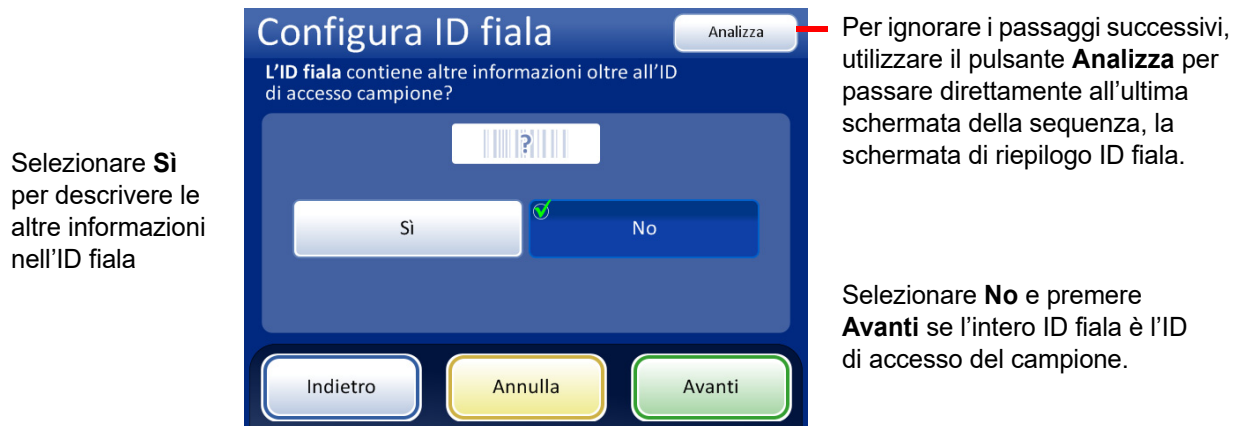 Configura ID fiala
Analizza
L'ID fiala contiene altre informazioni oltre all'ID
di accesso campione?
?
Sì
No
Indietro
Annulla
Avanti
Selezionare Sì
per descrivere le
altre informazioni
nell'ID fiala
Per ignorare i passaggi successivi,
utilizzare il pulsante Analizza per
passare direttamente all'ultima
schermata della sequenza, la
schermata di riepilogo ID fiala.
Selezionare No e premere
Avanti se l'intero ID fiala è l'ID
di accesso del campione.